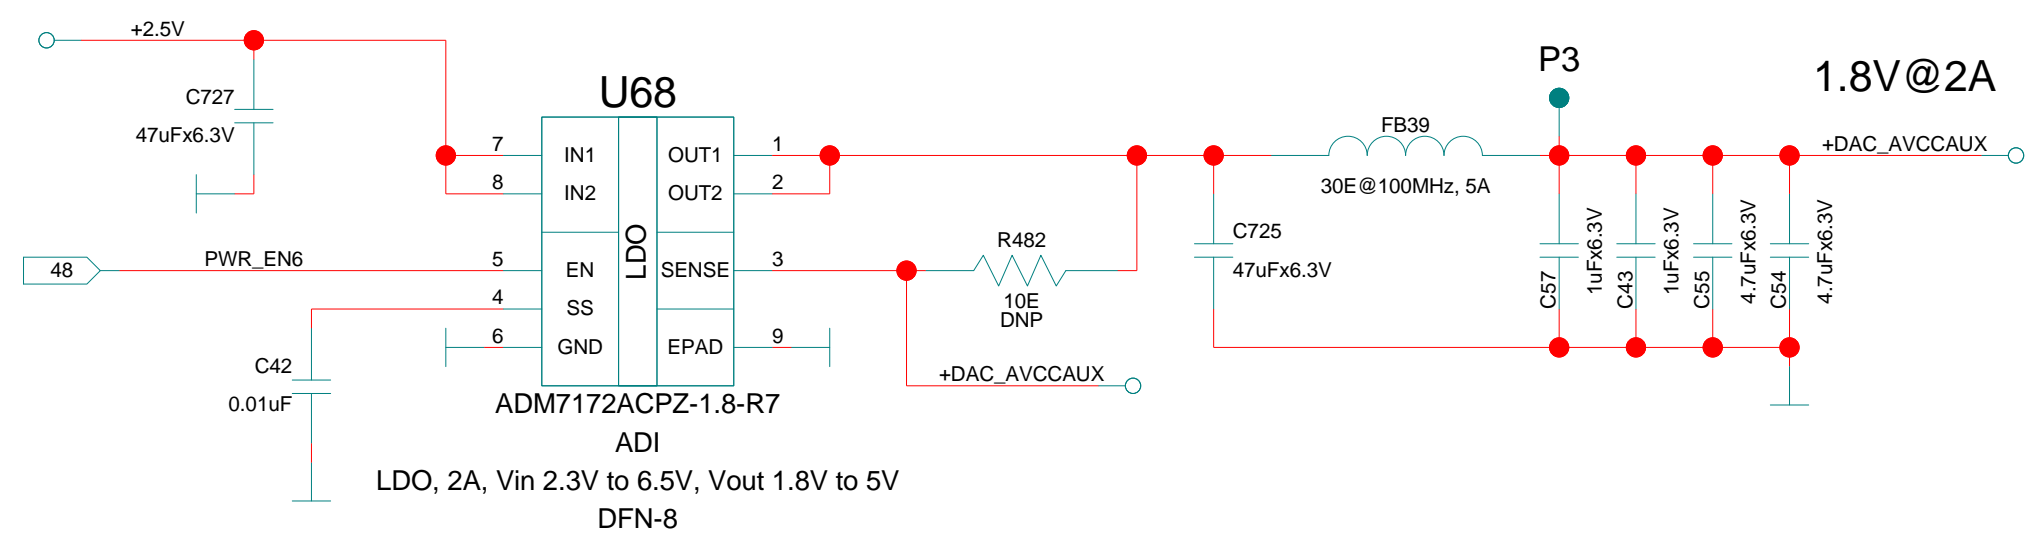 +2.5V
P3
1.8V@2A
C727
47uFx6.3V
U68
7
8
IN1
IN2
OUT1
OUT2
1
2
FB39
30E@100MHz, 5A
+DAC_AVCCAUX
LDO
48
PWR_EN6
5
4
6
EN
SS
GND
SENSE
EPAD
3
9
R482
10E
DNP
C725
47uFx6.3V
C57
1uFx6.3V
C43
1uFx6.3V
C55
4.7uFx6.3V
C54
4.7uFx6.3V
C42
0.01uF
+DAC_AVCCAUX
ADM7172ACPZ-1.8-R7
ADI
LDO, 2A, Vin 2.3V to 6.5V, Vout 1.8V to 5V
DFN-8